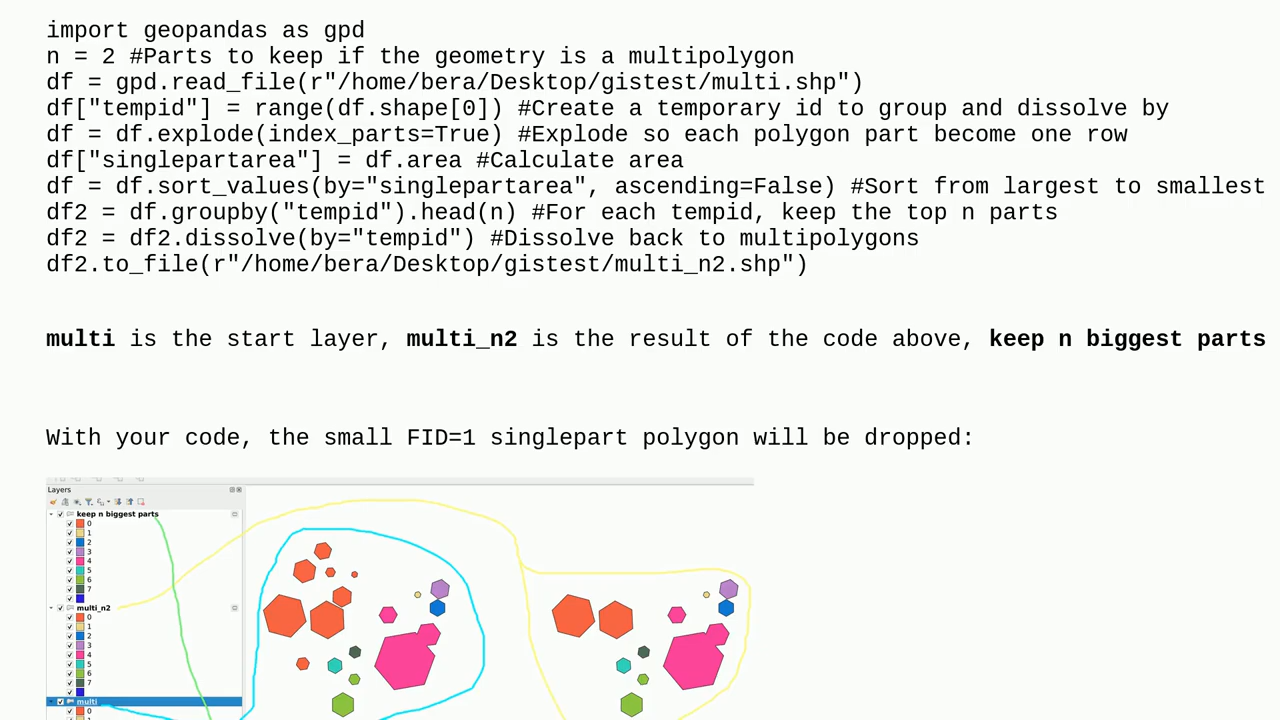 import geopandas as gpd
n = 2 #Parts to keep if the geometry is a multipolygon
df = gpd.read_file(r"/home/bera/Desktop/gistest/multi.shp")
df["tempid"] = range(df.shape[0]) #Create a temporary id to group and dissolve by
df = df.explode(index_parts=True) #Explode so each polygon part become one row
df["singlepartarea"] = df.area #Calculate area
df = df.sort_values(by="singlepartarea", ascending=False) #Sort from largest to smallest
df2 = df.groupby("tempid").head(n) #For each tempid, keep the top n parts
df2 = df2.dissolve(by="tempid") #Dissolve back to multipolygons
df2.to_file(r"/home/bera/Desktop/gistest/multi_n2.shp")
multi is the start layer, multi_n2 is the result of the code above, keep n biggest parts
With your code, the small FID=1 singlepart polygon will be dropped:
Layers
keep n biggest parts
0
1
2
3
4
5
6
7
multi_n2
0
1
2
3
4
5
6
7
multi
0
1